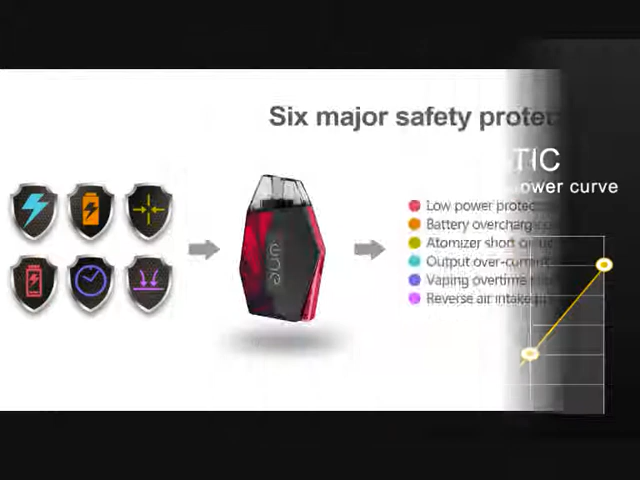 Six major safety protec
TIC
power curve
Low power protec
Battery overcharge
Atomizer short
Output over-current
Vaping overtime
Reverse air intake